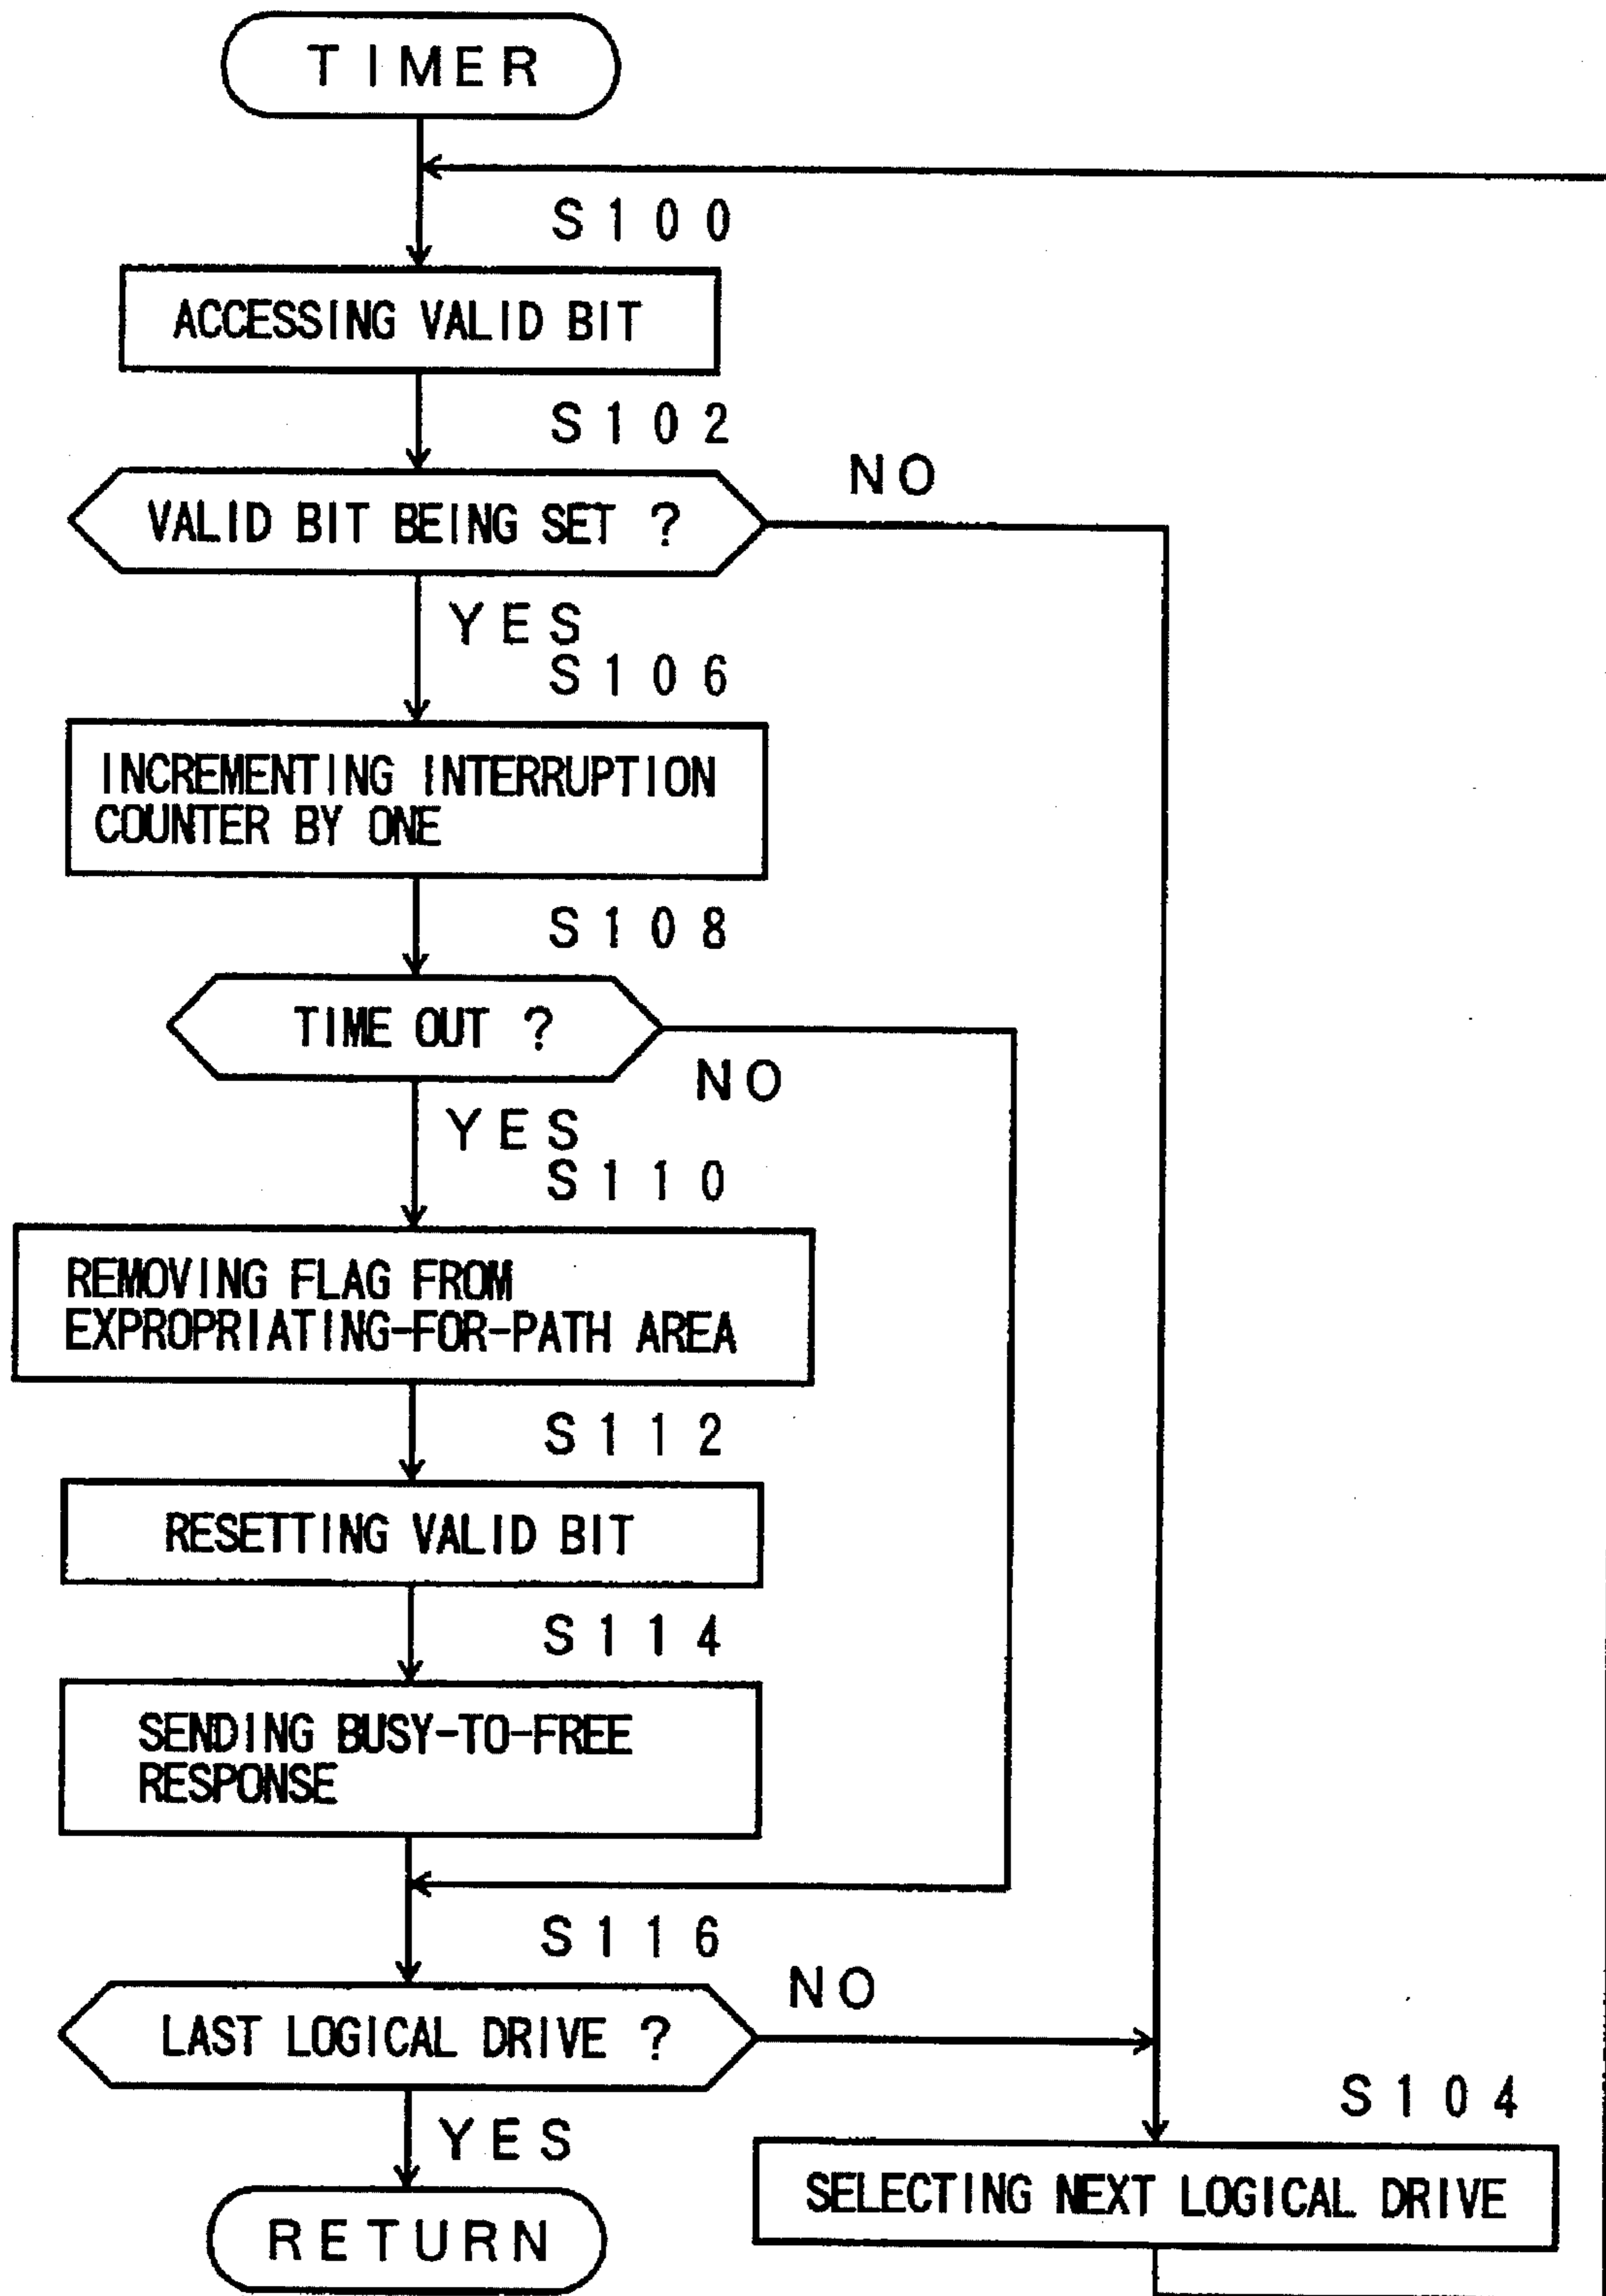 TIMER
S100
ACCESSING VALID BIT
S102
VALID BIT BEING SET ?
NO
YES
S106
INCREMENTING INTERRUPTION
COUNTER BY ONE
S108
TIME OUT ?
NO
YES
S110
REMOVING FLAG FROM
EXPROPRIATING-FOR-PATH AREA
S112
RESETTING VALID BIT
S114
SENDING BUSY-TO-FREE
RESPONSE
S116
LAST LOGICAL DRIVE ?
NO
YES
S104
SELECTING NEXT LOGICAL DRIVE
RETURN